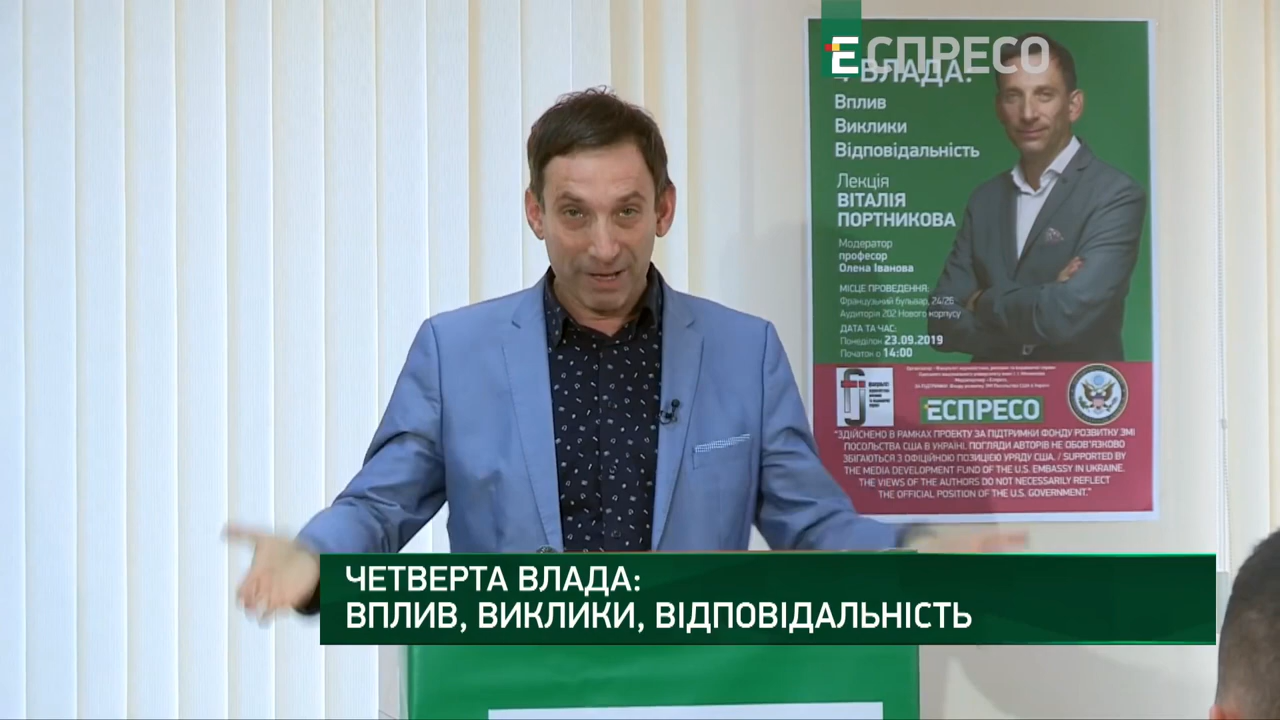 ЕСПРЕСО
4 ВЛАДА:
Вплив
Виклики
Відповідальність
Лекція
ВІТАЛІЯ
ПОРТНИКОВА
Модератор
професор
Олена Іванова
МІСЦЕ ПРОВЕДЕННЯ:
Французький бульвар, 24/26,
Аудиторія 202 Нового корпусу
ДАТА ТА ЧАС:
Понеділок 23.09.2019
Початок о 14:00
ЕСПРЕСО
"ЗДІЙСНЕНО В РАМКАХ ПРОЕКТУ ЗА ПІДТРИМКИ ФОНДУ РОЗВИТКУ ЗМІ
ПОСОЛЬСТВА США В УКРАЇНІ. ПОГЛЯДИ АВТОРІВ НЕ ОБОВ'ЯЗКОВО
ЗБІГАЮТЬСЯ З ОФІЦІЙНОЮ ПОЗИЦІЄЮ УРЯДУ США. / SUPPORTED BY
THE MEDIA DEVELOPMENT FUND OF THE U.S. EMBASSY IN UKRAINE.
THE VIEWS OF THE AUTHORS DO NOT NECESSARILY REFLECT
THE OFFICIAL POSITION OF THE U.S. GOVERNMENT."
ЧЕТВЕРТА ВЛАДА:
ВПЛИВ, ВИКЛИКИ, ВІДПОВІДАЛЬНІСТЬ